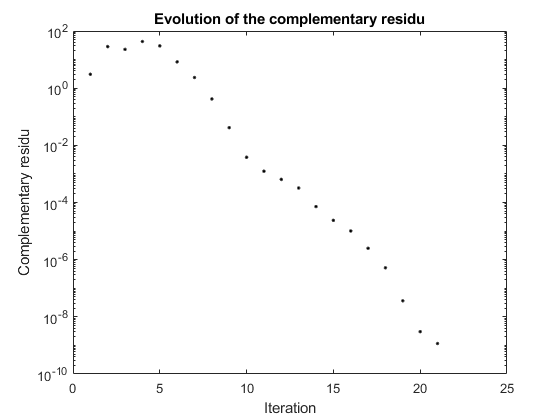 Evolution of the complementary residu
10^2
10^0
10^-2
10^-4
10^-6
10^-8
10^-10
Complementary residu
0 5 10 15 20 25
Iteration